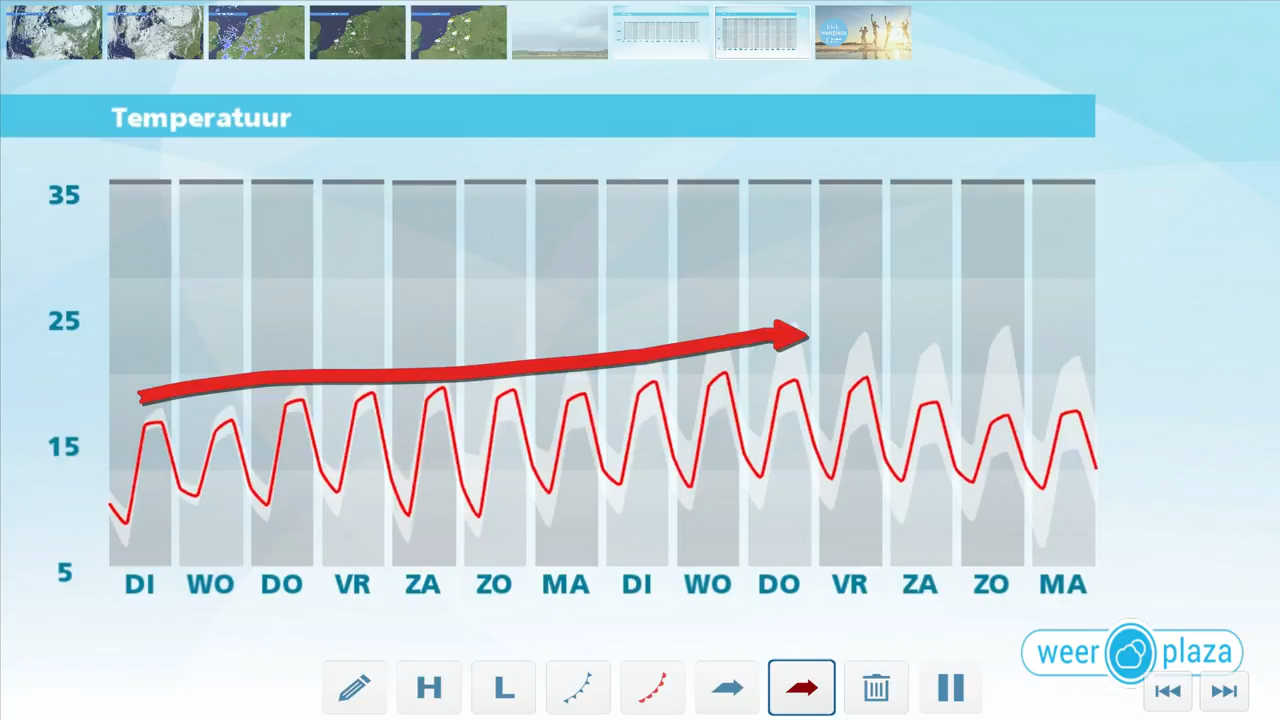 Temperatuur
35
25
15
5
DI WO DO VR ZA ZO MA DI WO DO VR ZA ZO MA
weer plaza
H L